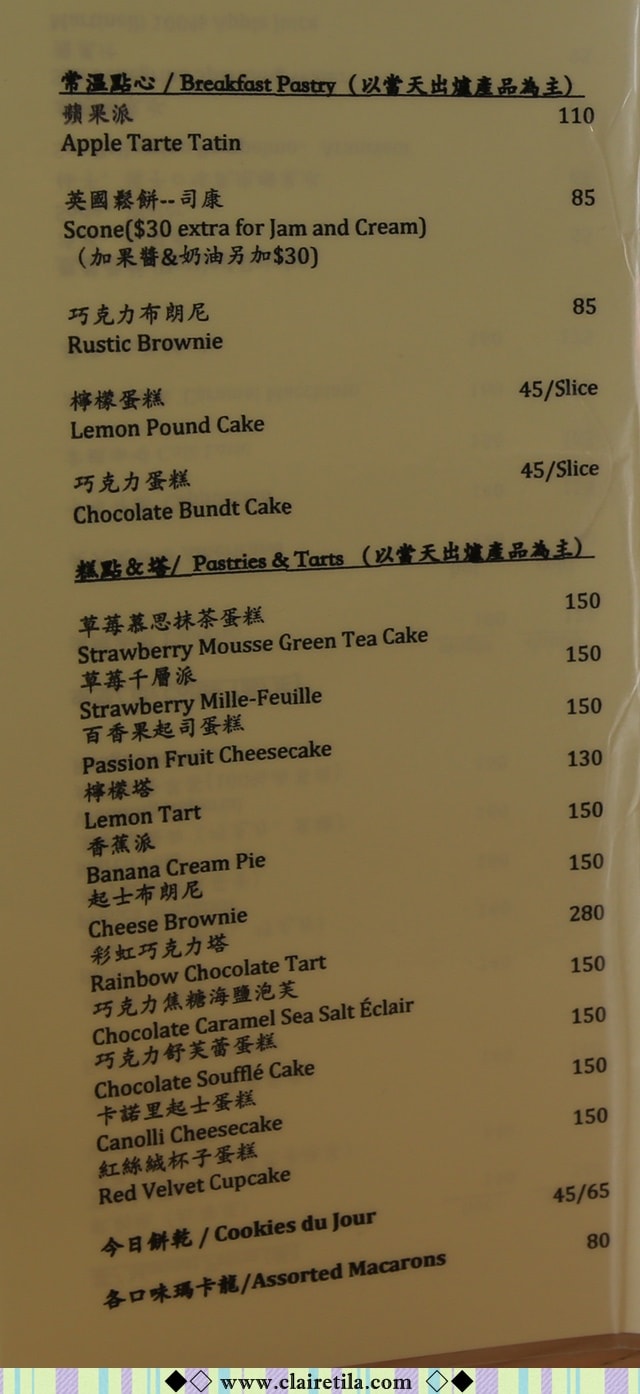 常溫點心 / Breakfast Pastry（以當天出爐產品為主）
蘋果派 110
Apple Tarte Tatin
英國鬆餅--司康 85
Scone($30 extra for Jam and Cream)
（加果醬&奶油另加$30）
巧克力布朗尼 85
Rustic Brownie
檸檬蛋糕 45/Slice
Lemon Pound Cake
巧克力蛋糕 45/Slice
Chocolate Bundt Cake
糕點&塔/ Pastries & Tarts （以當天出爐產品為主）
草莓慕思抹茶蛋糕 150
Strawberry Mousse Green Tea Cake
草莓千層派 150
Strawberry Mille-Feuille
百香果起司蛋糕 150
Passion Fruit Cheesecake
檸檬塔 130
Lemon Tart
香蕉派 150
Banana Cream Pie
起士布朗尼 150
Cheese Brownie
彩虹巧克力塔 280
Rainbow Chocolate Tart
巧克力焦糖海鹽泡芙 150
Chocolate Caramel Sea Salt Éclair
巧克力舒芙蕾蛋糕 150
Chocolate Soufflé Cake
卡諾里起士蛋糕 150
Canolli Cheesecake
紅絲絨杯子蛋糕 150
Red Velvet Cupcake
今日餅乾 / Cookies du Jour 45/65
各口味瑪卡龍/Assorted Macarons 80
www.clairetila.com